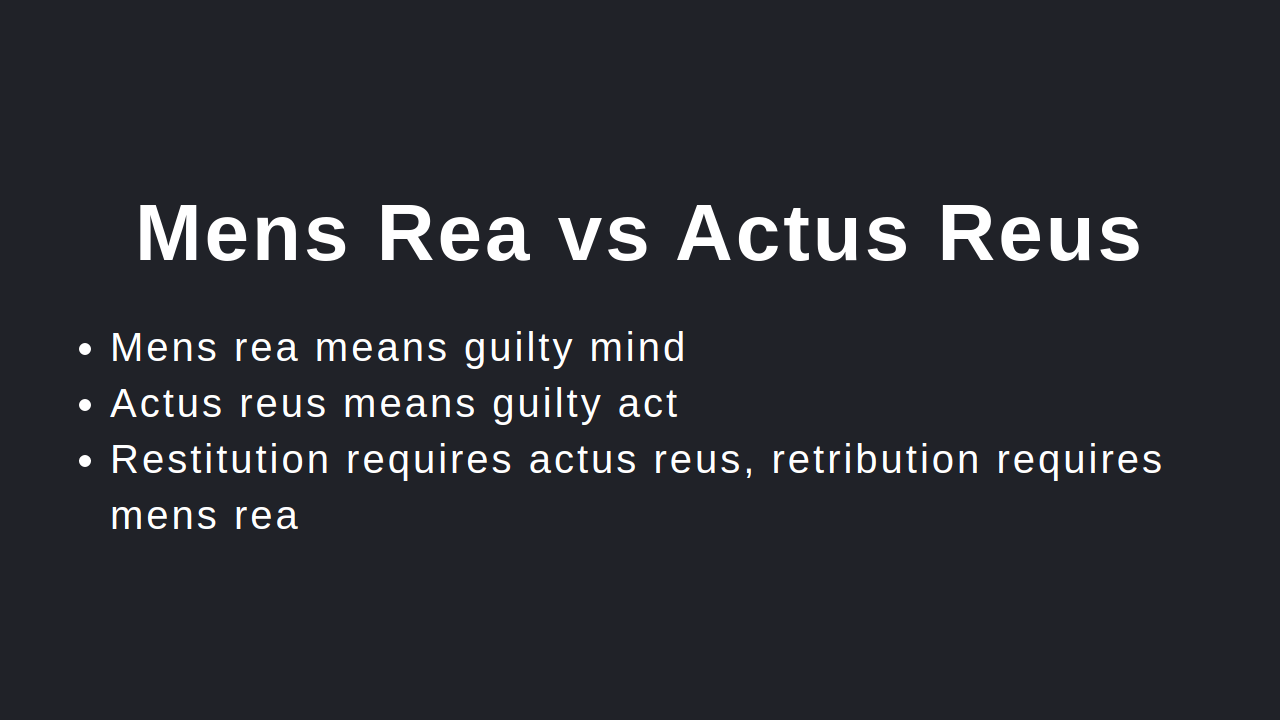 Mens Rea vs Actus Reus
• Mens rea means guilty mind
• Actus reus means guilty act
• Restitution requires actus reus, retribution requires
mens rea